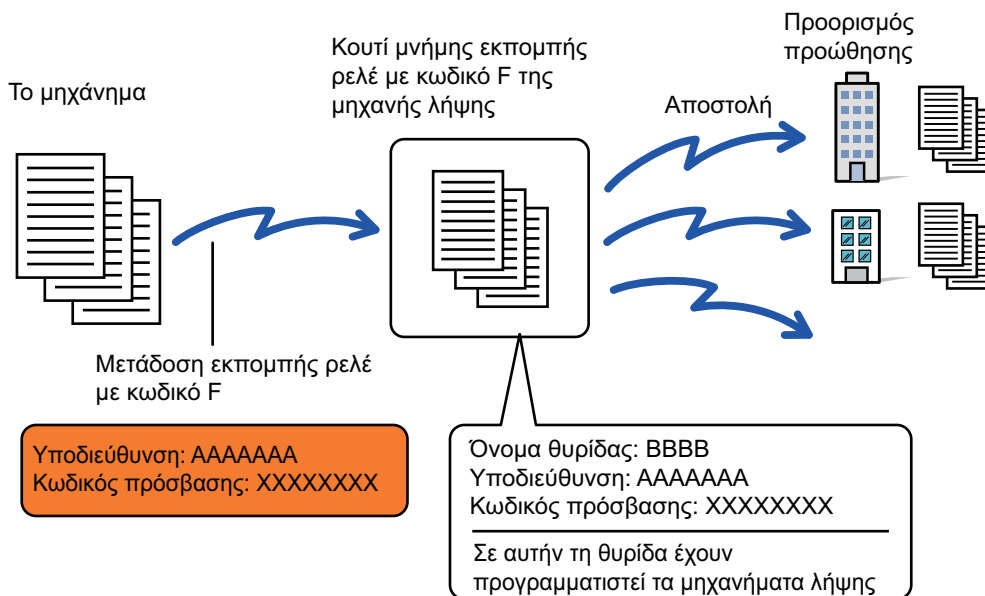 Το μηχάνημα
Κουτί μνήμης εκπομπής
ρελέ με κωδικό F της
μηχανής λήψης
Αποστολή
Προορισμός
προώθησης
Μετάδοση εκπομπής ρελέ
με κωδικό F
Υποδιεύθυνση: AAAAAAA
Κωδικός πρόσβασης: XXXXXXXX
Όνομα θυρίδας: BBBB
Υποδιεύθυνση: AAAAAAA
Κωδικός πρόσβασης: XXXXXXXX
Σε αυτήν τη θυρίδα έχουν
προγραμματιστεί τα μηχανήματα λήψης